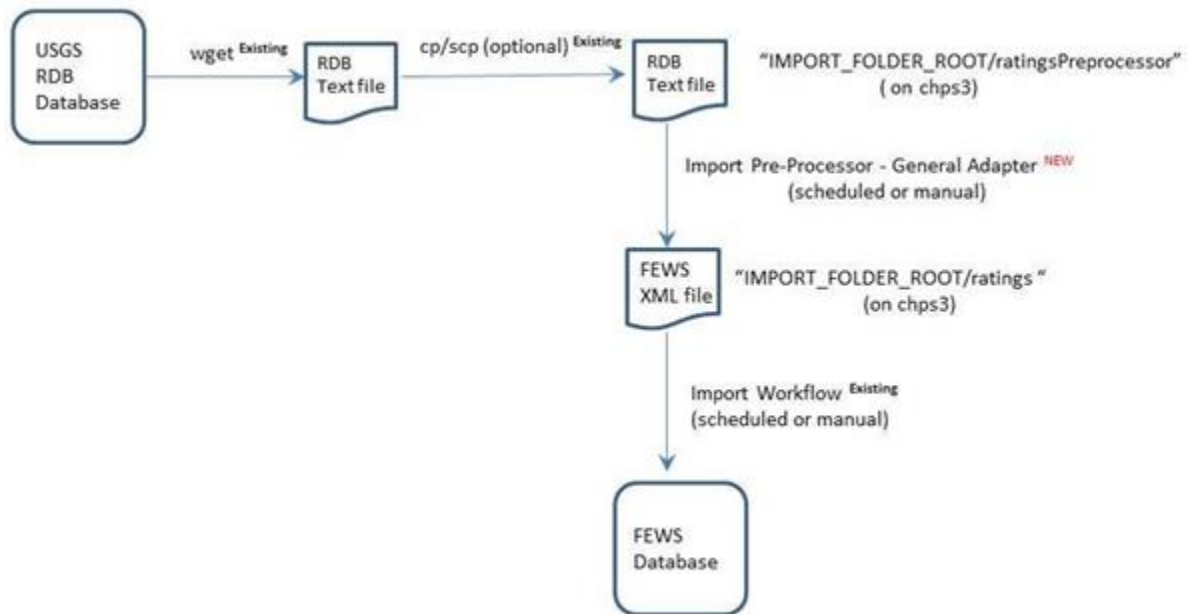 USGS
RDB
Database
wget Existing
RDB
Text file
cp/scp (optional) Existing
RDB
Text file
“IMPORT_FOLDER_ROOT/ratingsPreprocessor”
( on chps3)
Import Pre-Processor - General Adapter NEW
(scheduled or manual)
FEWS
XML file
“IMPORT_FOLDER_ROOT/ratings “
(on chps3)
Import Workflow Existing
(scheduled or manual)
FEWS
Database